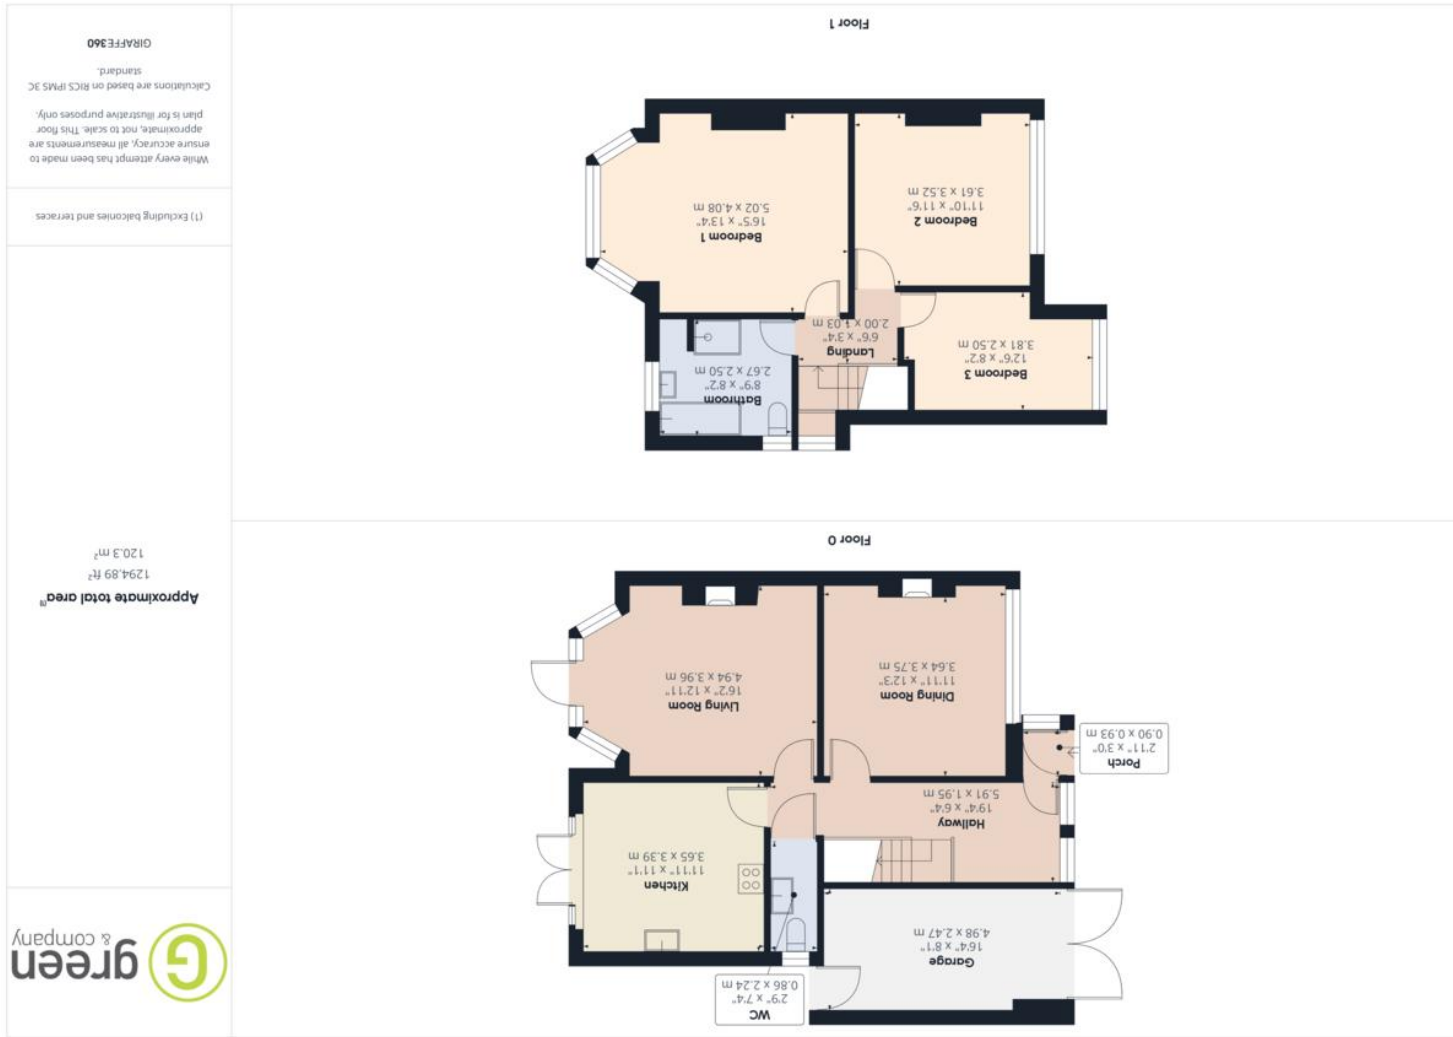 green
& company
Approximate total area⁽¹⁾
1294.89 ft²
120.3 m²
(1) Excluding balconies and terraces
While every attempt has been made to
ensure accuracy, all measurements are
approximate, not to scale. This floor
plan is for illustrative purposes only.
Calculations are based on RICS IPMS 3C
standard.
GIRAFFE360
WC
2'9" x 7'4"
0.86 x 2.24 m
Garage
16'4" x 8'1"
4.98 x 2.47 m
Kitchen
11'11" x 11'1"
3.65 x 3.39 m
Hallway
19'4" x 6'4"
5.91 x 1.95 m
Porch
2'11" x 3'0"
0.90 x 0.93 m
Dining Room
11'11" x 12'3"
3.64 x 3.75 m
Living Room
16'2" x 12'11"
4.94 x 3.96 m
Floor 0
Bathroom
8'9" x 8'2"
2.67 x 2.50 m
Bedroom 3
12'6" x 8'2"
3.81 x 2.50 m
Landing
6'6" x 3'4"
2.00 x 1.03 m
Bedroom 1
16'5" x 13'4"
5.02 x 4.08 m
Bedroom 2
11'10" x 11'6"
3.61 x 3.52 m
Floor 1